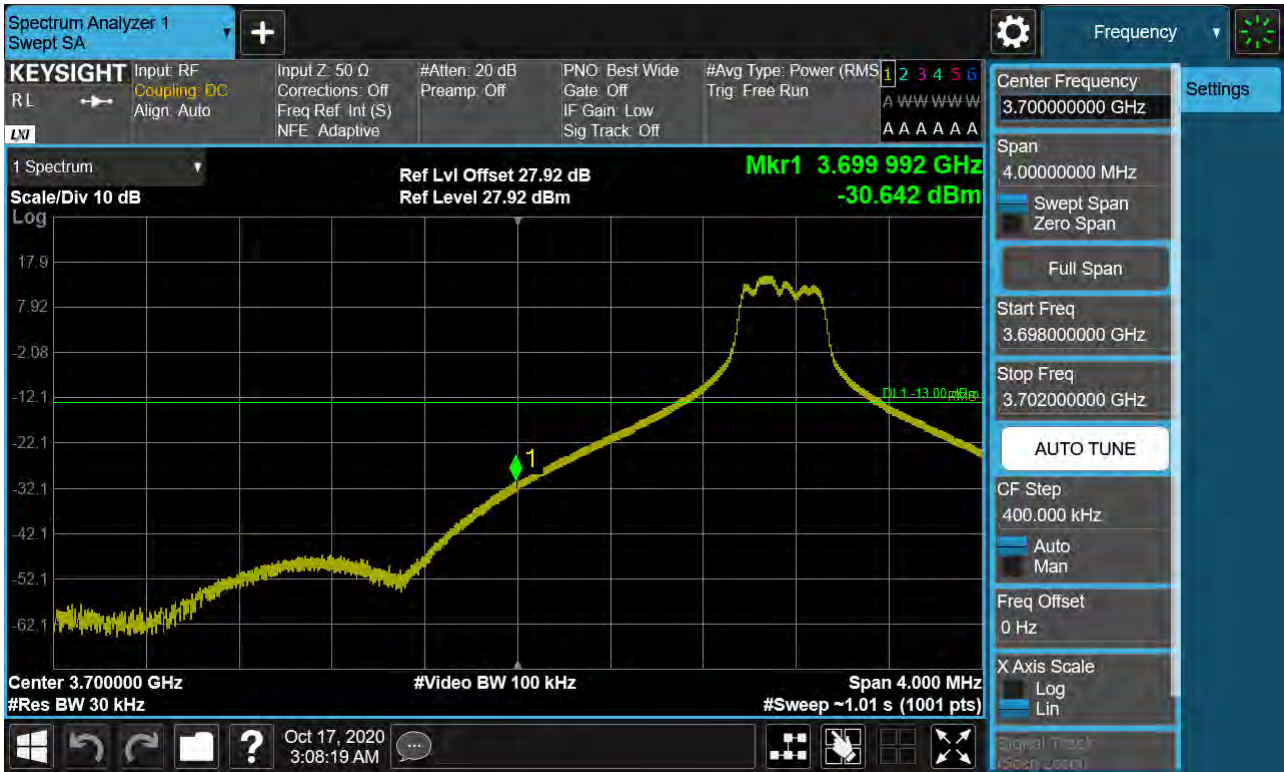 Spectrum Analyzer 1
Swept SA
Frequency
KEYSIGHT
RL
LXI
Input: RF
Coupling: DC
Align: Auto
Input Z: 50 Ω
Corrections: Off
Freq Ref: Int (S)
NFE: Adaptive
#Atten: 20 dB
Preamp: Off
PNO: Best Wide
Gate: Off
IF Gain: Low
Sig Track: Off
#Avg Type: Power (RMS
Trig: Free Run
1 2 3 4 5 6
A W W W W W
A A A A A A
1 Spectrum
Scale/Div 10 dB
Log
Ref Lvl Offset 27.92 dB
Ref Level 27.92 dBm
Mkr1 3.699 992 GHz
-30.642 dBm
17.9
7.92
-2.08
-12.1
-22.1
-32.1
-42.1
-52.1
-62.1
DL1 -13.00 dBm
1
Center 3.700000 GHz
#Res BW 30 kHz
#Video BW 100 kHz
Span 4.000 MHz
#Sweep ~1.01 s (1001 pts)
Center Frequency
3.700000000 GHz
Span
4.00000000 MHz
Swept Span
Zero Span
Full Span
Start Freq
3.698000000 GHz
Stop Freq
3.702000000 GHz
AUTO TUNE
CF Step
400.000 kHz
Auto
Man
Freq Offset
0 Hz
X Axis Scale
Log
Lin
Signal Track
(Span Zoom)
Settings
?
Oct 17, 2020
3:08:19 AM